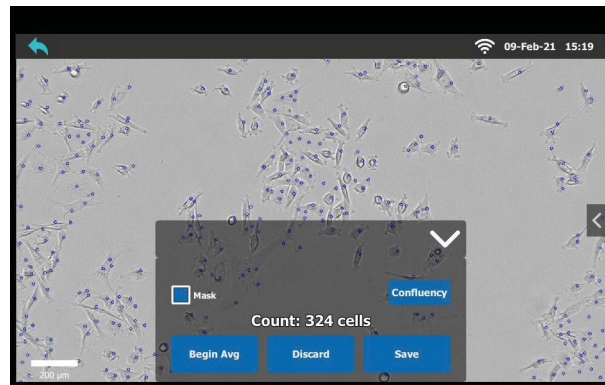 09-Feb-21 15:19
Mask
Confluency
Count: 324 cells
Begin Avg
Discard
Save
200 µm